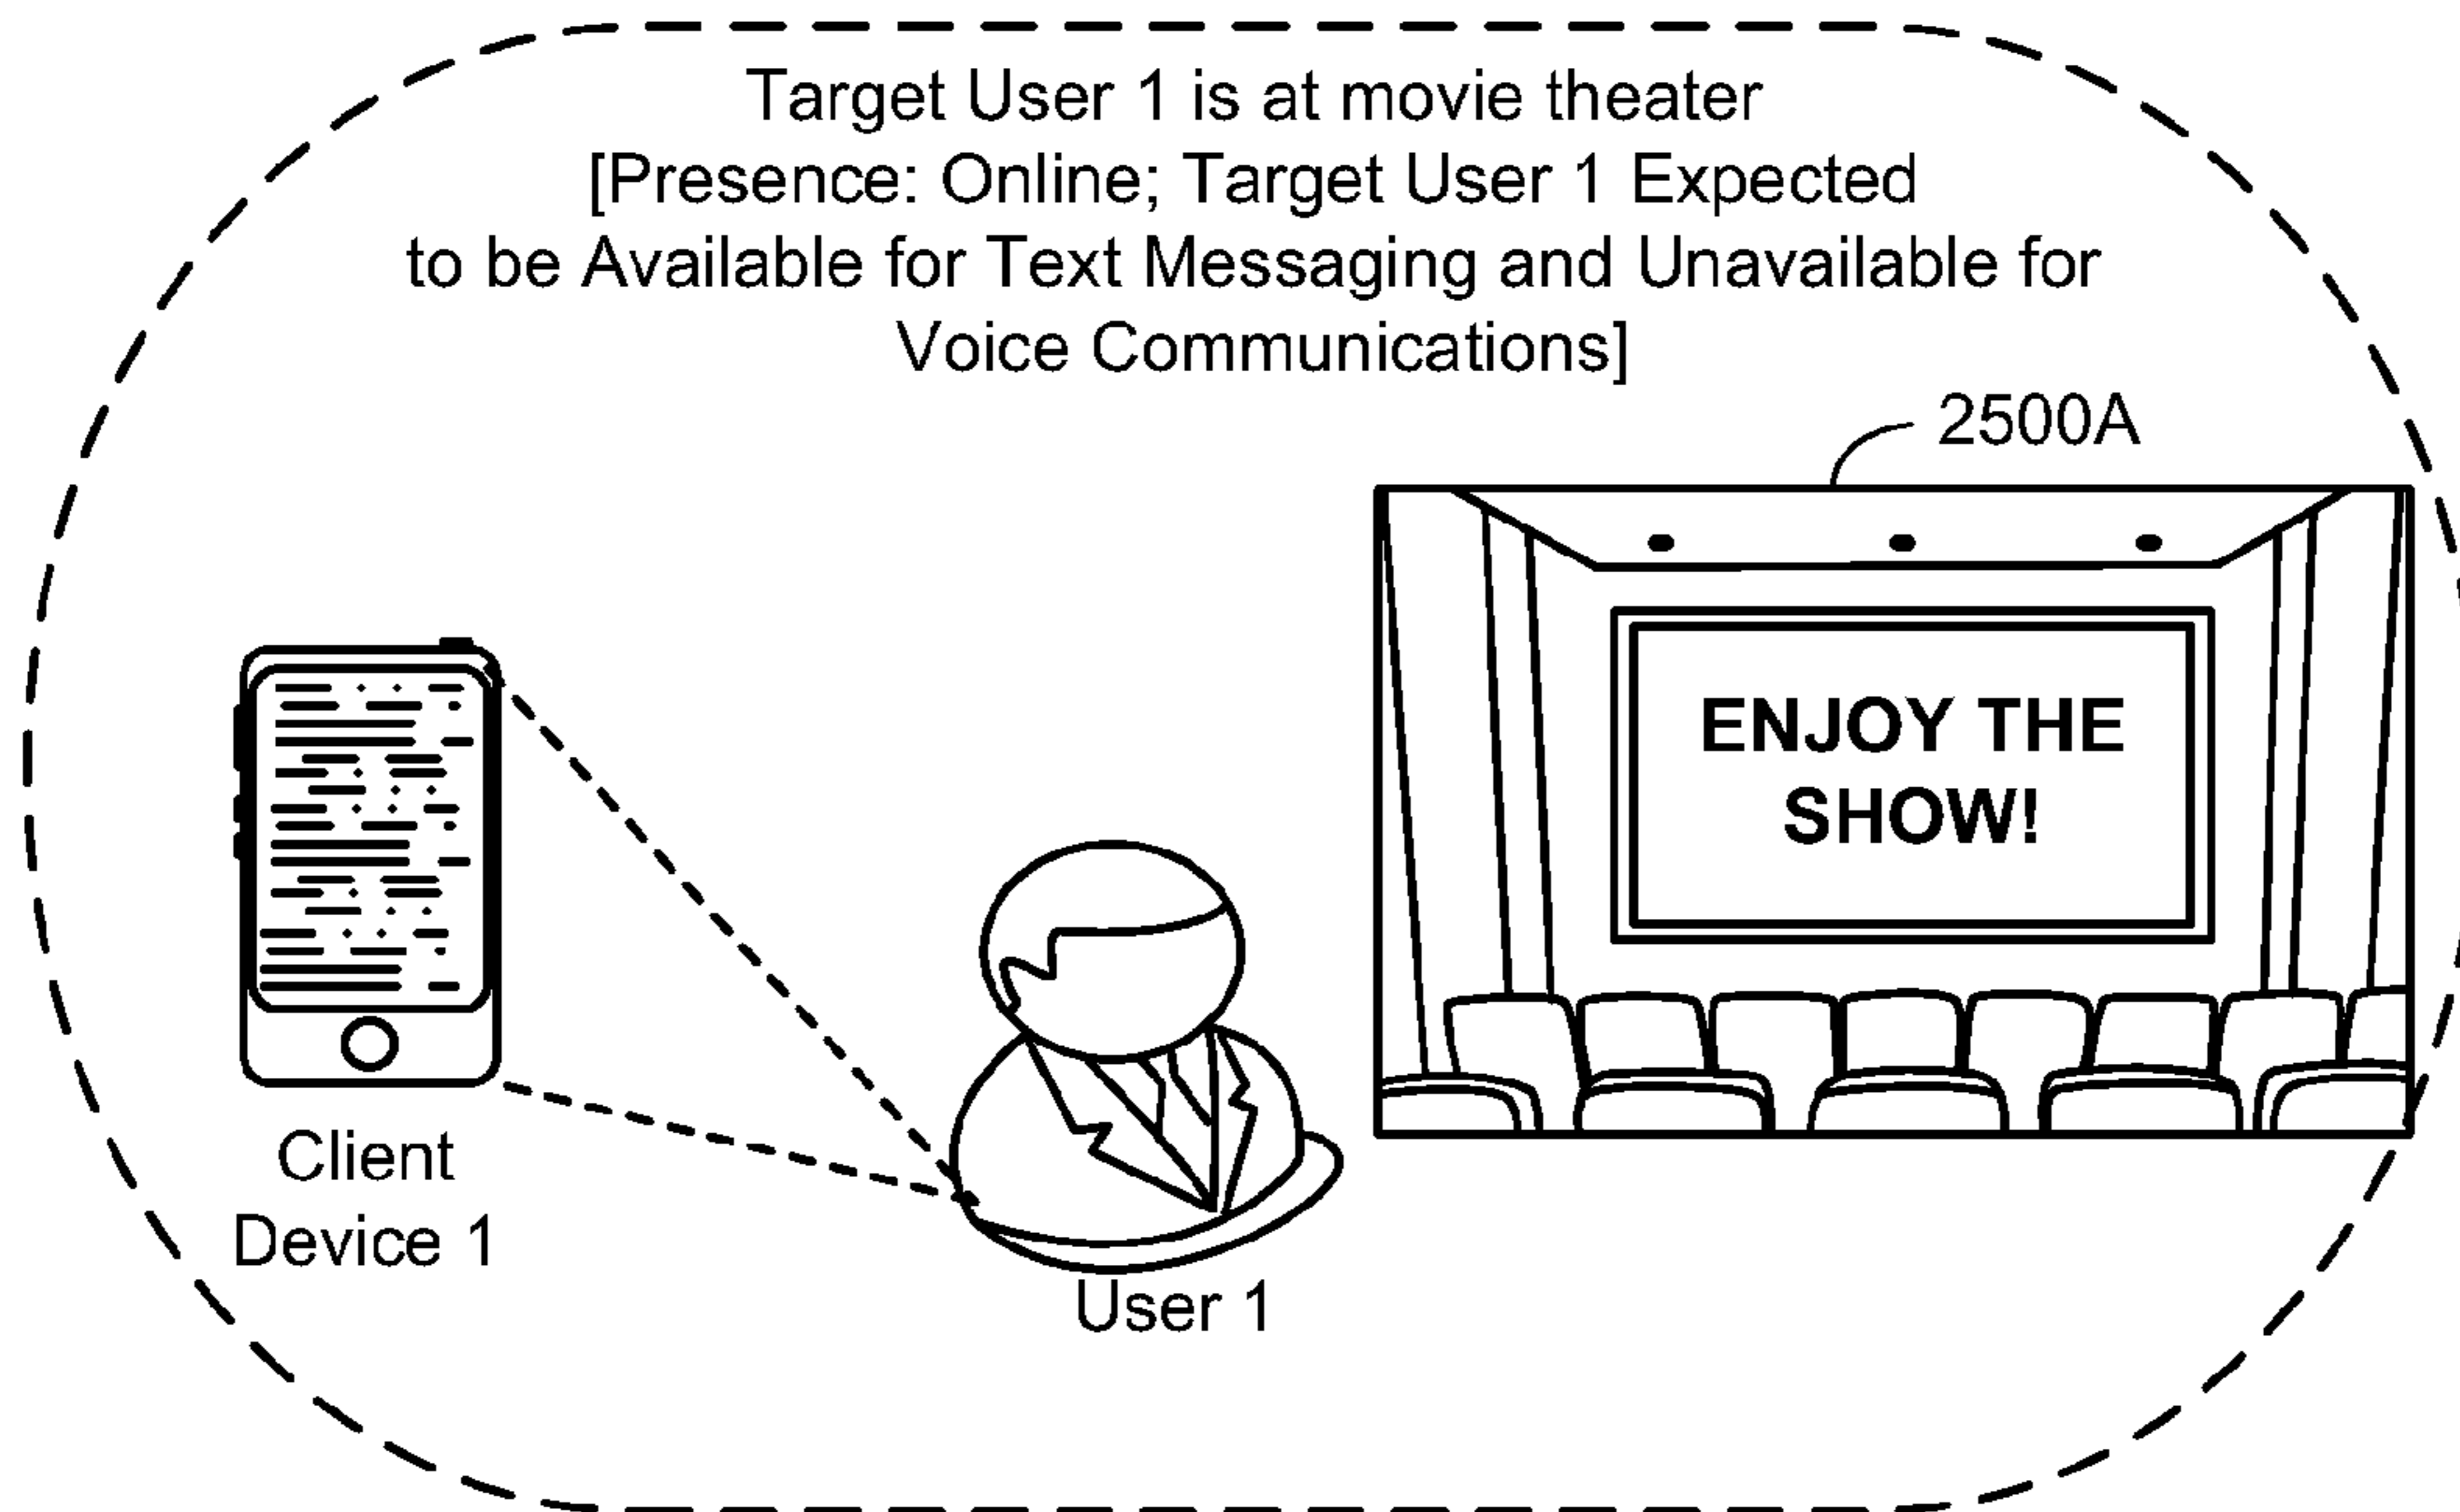 Target User 1 is at movie theater
[Presence: Online; Target User 1 Expected
to be Available for Text Messaging and Unavailable for
Voice Communications]
2500A
ENJOY THE
SHOW!
Client
Device 1
User 1